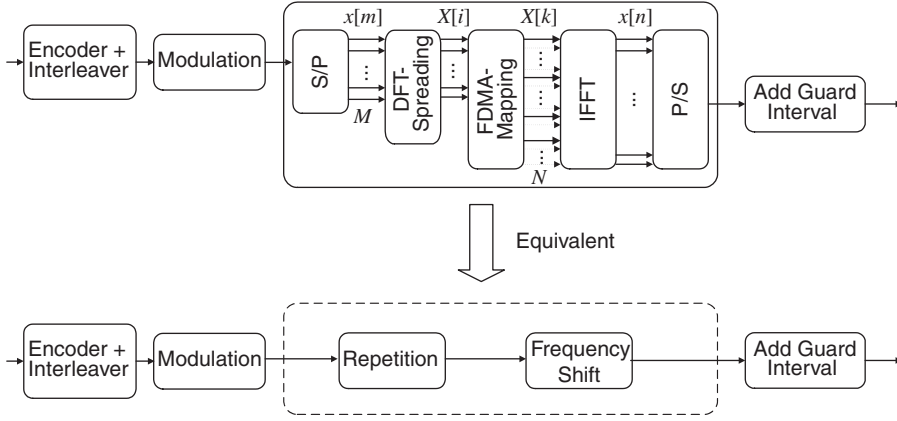 x[m]
X[i]
X[k]
x[n]
Encoder +
Interleaver
Modulation
S/P
M
DFT-
Spreading
FDMA-
Mapping
N
IFFT
P/S
Add Guard
Interval
Equivalent
Encoder +
Interleaver
Modulation
Repetition
Frequency
Shift
Add Guard
Interval